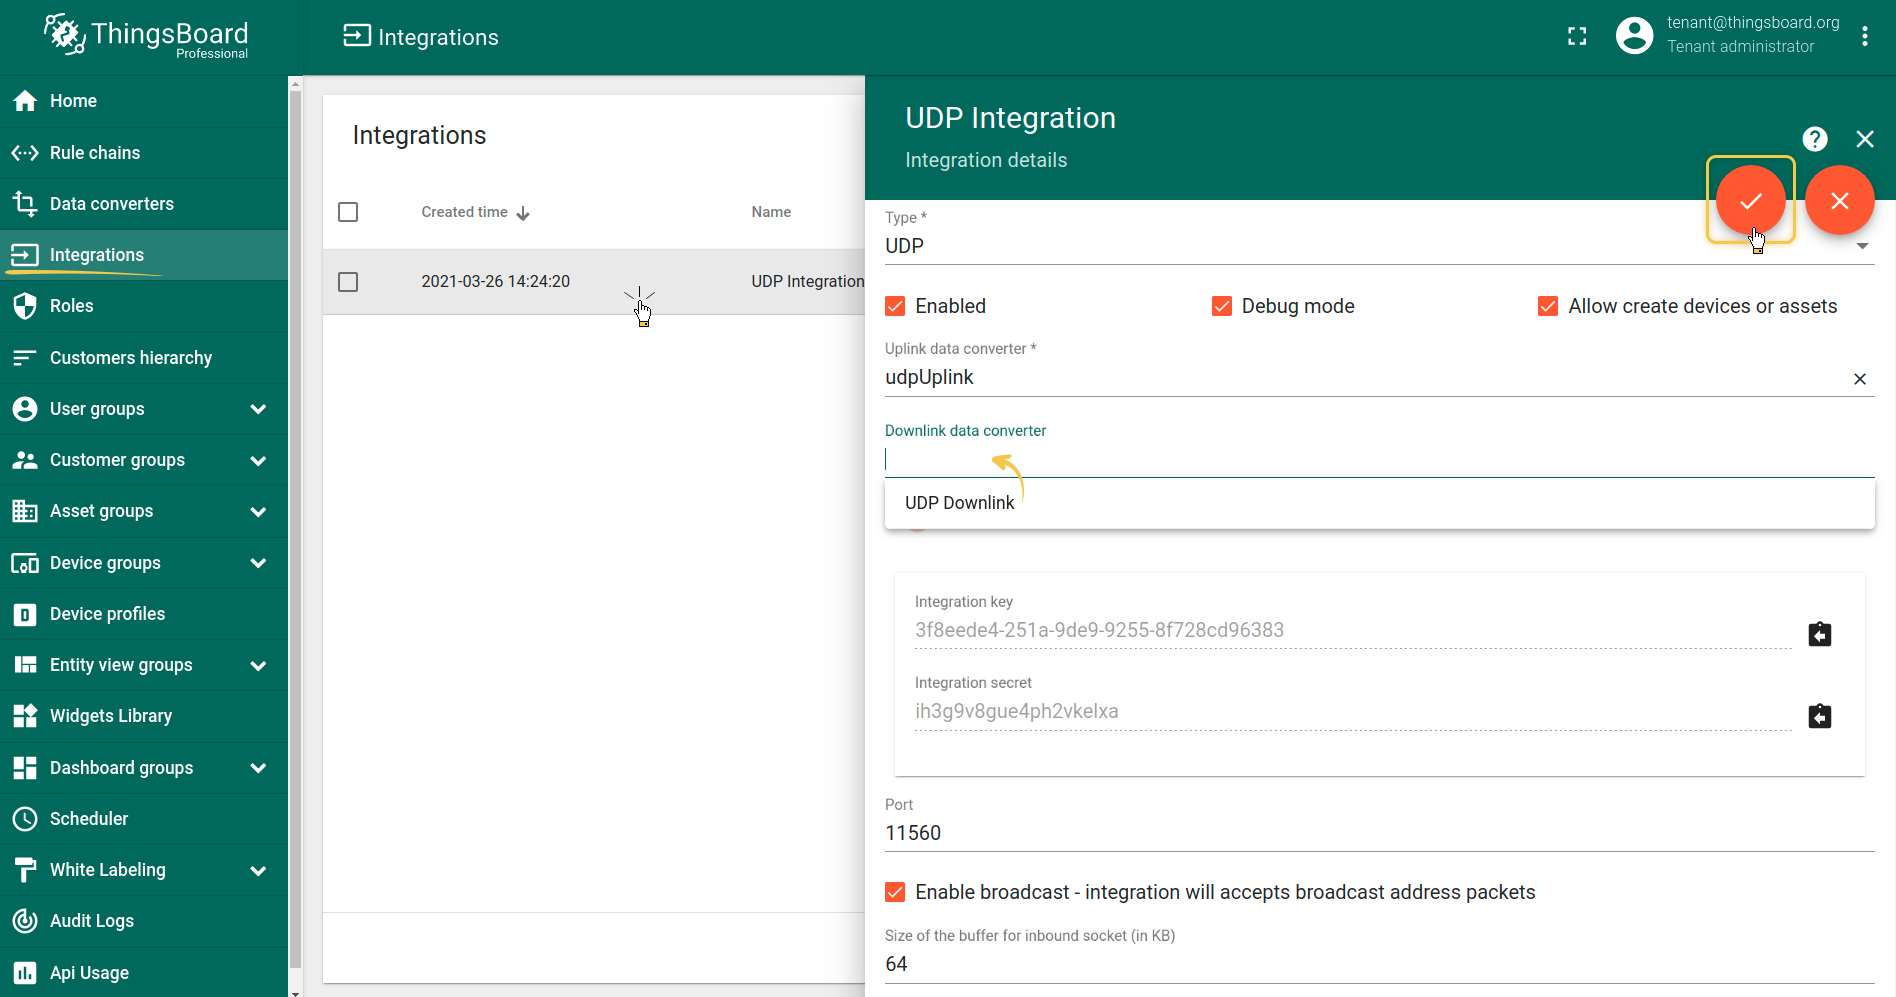 ThingsBoard
Professional
Integrations
tenant@thingsboard.org
Tenant administrator
Home
Rule chains
Data converters
Integrations
Roles
Customers hierarchy
User groups
Customer groups
Asset groups
Device groups
Device profiles
Entity view groups
Widgets Library
Dashboard groups
Scheduler
White Labeling
Audit Logs
Api Usage
Integrations
Created time
Name
2021-03-26 14:24:20
UDP Integration
UDP Integration
Integration details
Type *
UDP
Enabled
Debug mode
Allow create devices or assets
Uplink data converter *
udpUplink
Downlink data converter
UDP Downlink
Integration key
3f8eede4-251a-9de9-9255-8f728cd96383
Integration secret
ih3g9v8gue4ph2vkelxa
Port
11560
Enable broadcast - integration will accepts broadcast address packets
Size of the buffer for inbound socket (in KB)
64